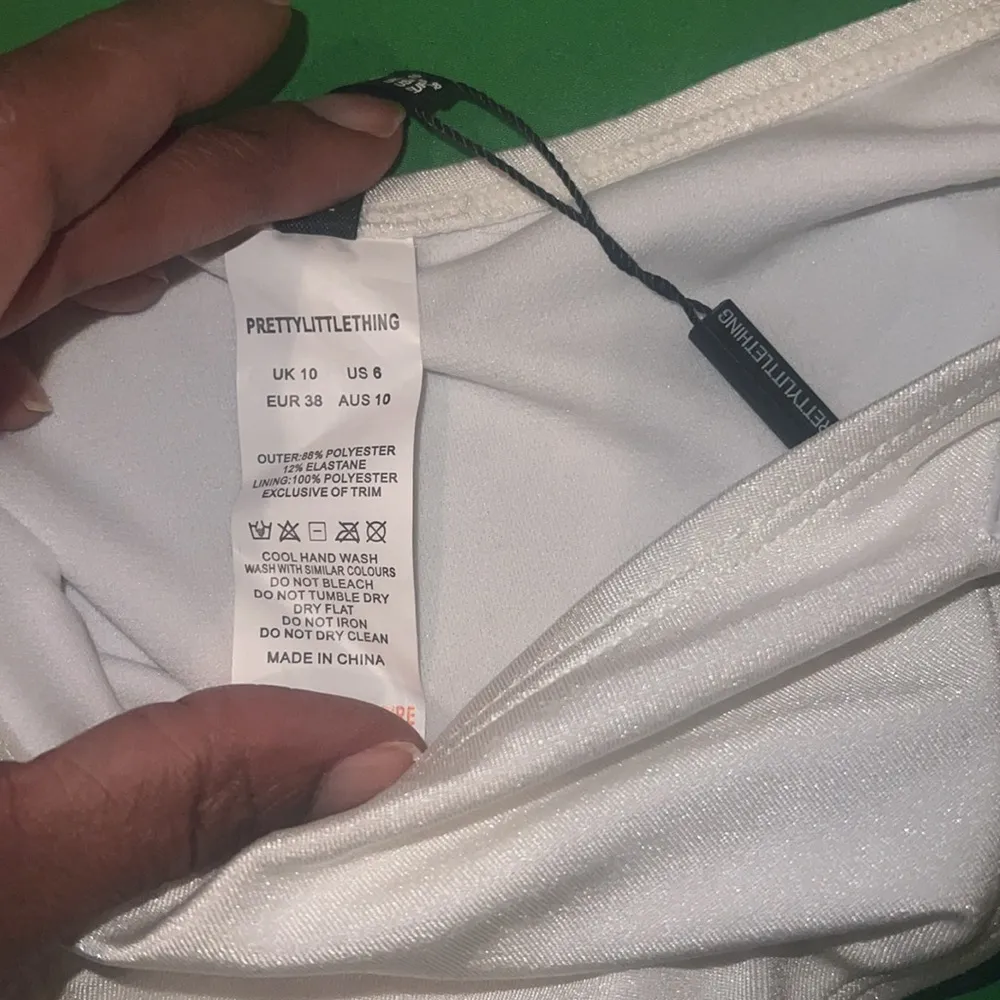 PRETTYLITTLETHING
UK 10 US 6
EUR 38 AUS 10
OUTER:88% POLYESTER
12% ELASTANE
LINING:100% POLYESTER
EXCLUSIVE OF TRIM
COOL HAND WASH
WASH WITH SIMILAR COLOURS
DO NOT BLEACH
DO NOT TUMBLE DRY
DRY FLAT
DO NOT IRON
DO NOT DRY CLEAN
MADE IN CHINA
PRETTYLITTLETHING